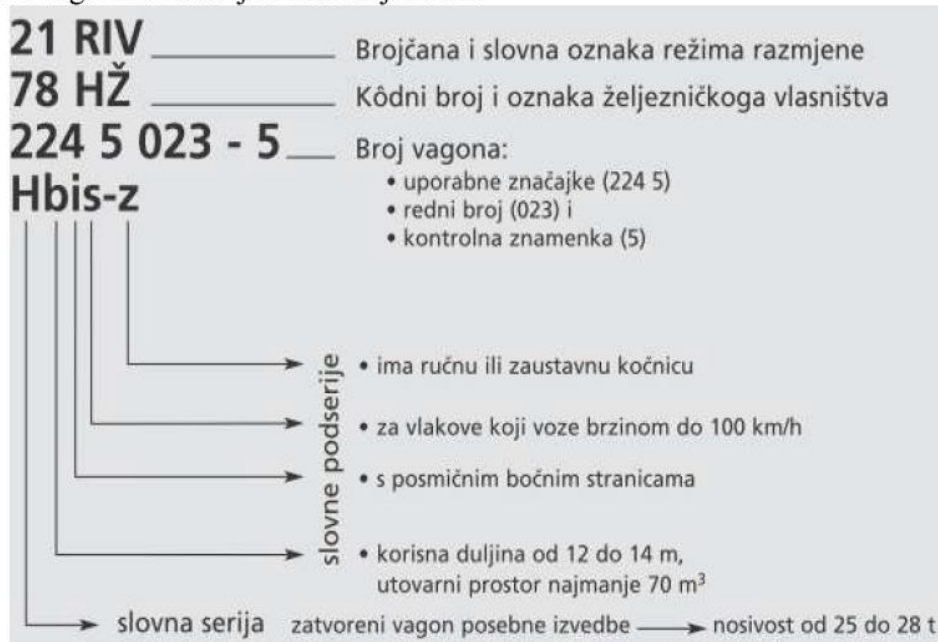 21 RIV Brojčana i slovna oznaka režima razmjene
78 HŽ Kôdni broj i oznaka željezničkoga vlasništva
224 5 023 - 5 Broj vagona:
• uporabne značajke (224 5)
Hbis-z
• redni broj (023) i
• kontrolna znamenka (5)
slovne podserije
• ima ručnu ili zaustavnu kočnicu
• za vlakove koji voze brzinom do 100 km/h
• s posmičnim bočnim stranicama
• korisna duljina od 12 do 14 m,
utovarni prostor najmanje 70 m³
slovna serija zatvoreni vagon posebne izvedbe nosivost od 25 do 28 t